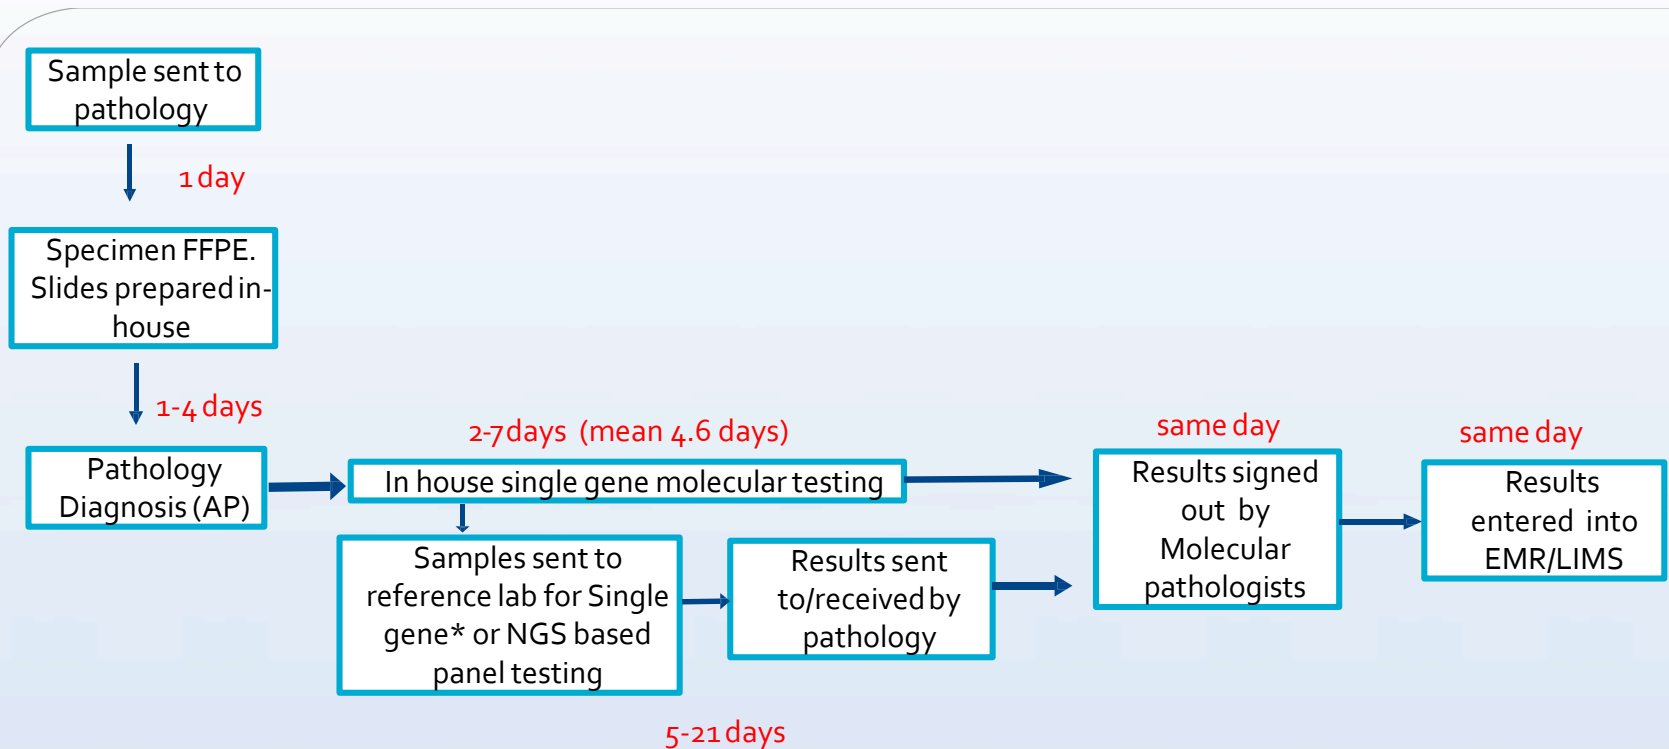 Sample sent to
pathology
1 day
Specimen FFPE.
Slides prepared in-
house
1-4 days
Pathology
Diagnosis (AP)
2-7 days (mean 4.6 days)
In house single gene molecular testing
Samples sent to
reference lab for Single
gene* or NGS based
panel testing
Results sent
to/received by
pathology
5-21 days
same day
Results signed
out by
Molecular
pathologists
same day
Results
entered into
EMR/LIMS